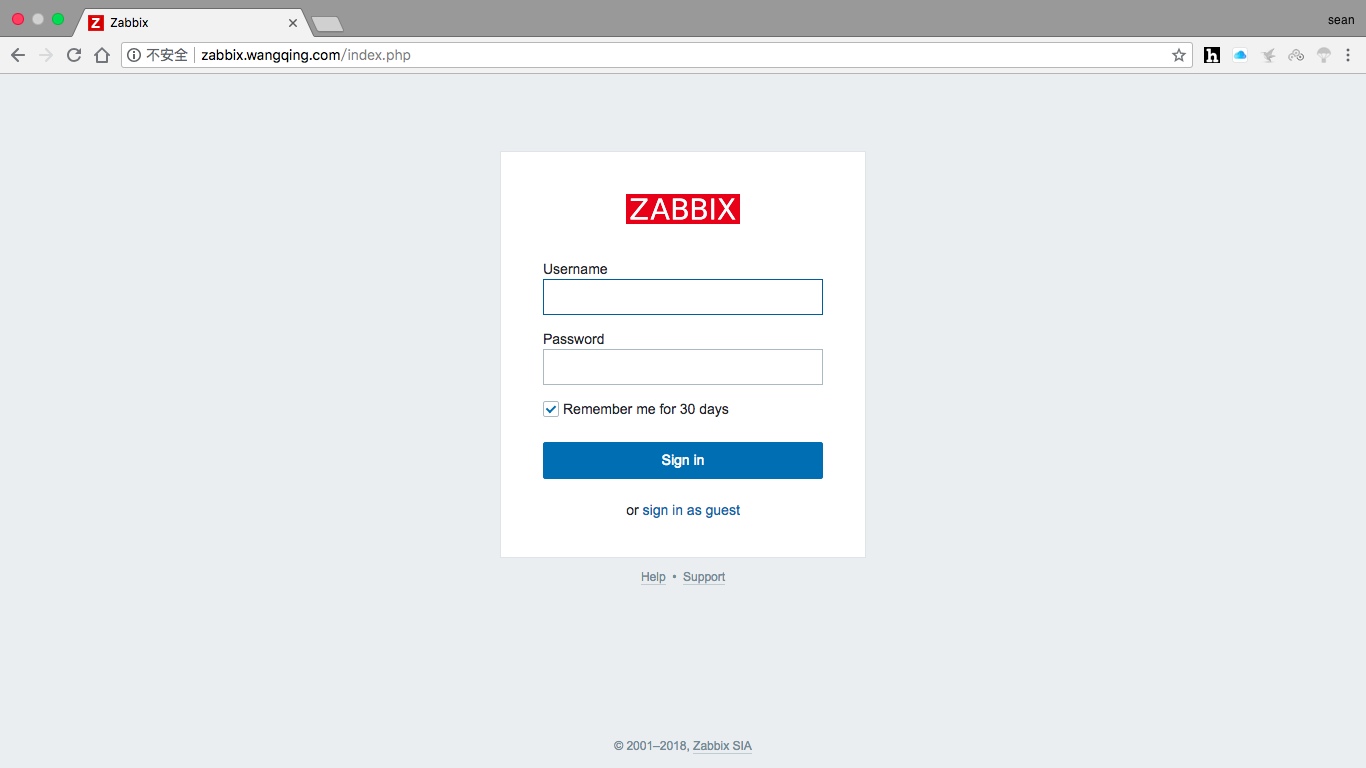 Z Zabbix
sean
不安全 zabbix.wangqing.com/index.php
h
ZABBIX
Username
Password
Remember me for 30 days
Sign in
or sign in as guest
Help • Support
© 2001–2018, Zabbix SIA